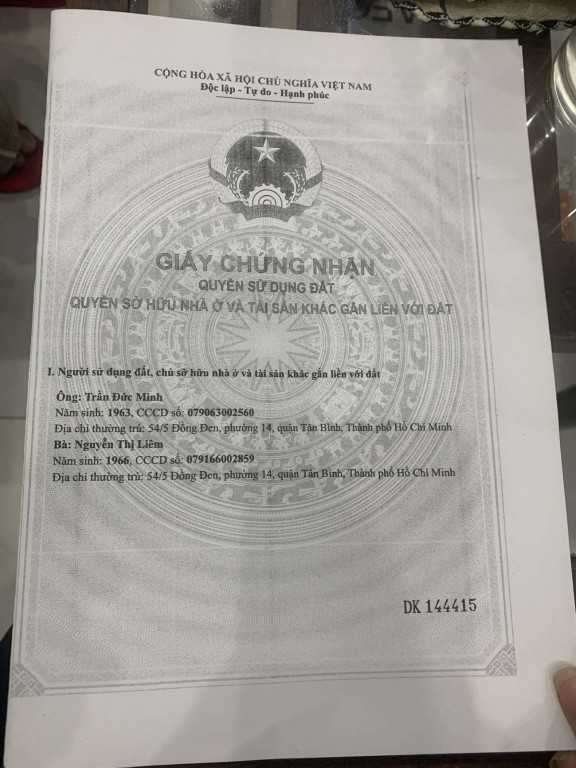 CỘNG HÒA XÃ HỘI CHỦ NGHĨA VIỆT NAM
Độc lập - Tự do - Hạnh phúc
GIẤY CHỨNG NHẬN
QUYỀN SỬ DỤNG ĐẤT
QUYỀN SỞ HỮU NHÀ Ở VÀ TÀI SẢN KHÁC GẮN LIỀN VỚI ĐẤT
I. Người sử dụng đất, chủ sở hữu nhà ở và tài sản khác gắn liền với đất
Ông: Trần Đức Minh
Năm sinh: 1963, CCCD số: 079063002560
Địa chỉ thường trú: 54/5 Đồng Đen, phường 14, quận Tân Bình, Thành phố Hồ Chí Minh
Bà: Nguyễn Thị Liêm
Năm sinh: 1966, CCCD số: 079166002859
Địa chỉ thường trú: 54/5 Đồng Đen, phường 14, quận Tân Bình, Thành phố Hồ Chí Minh
DK 144415